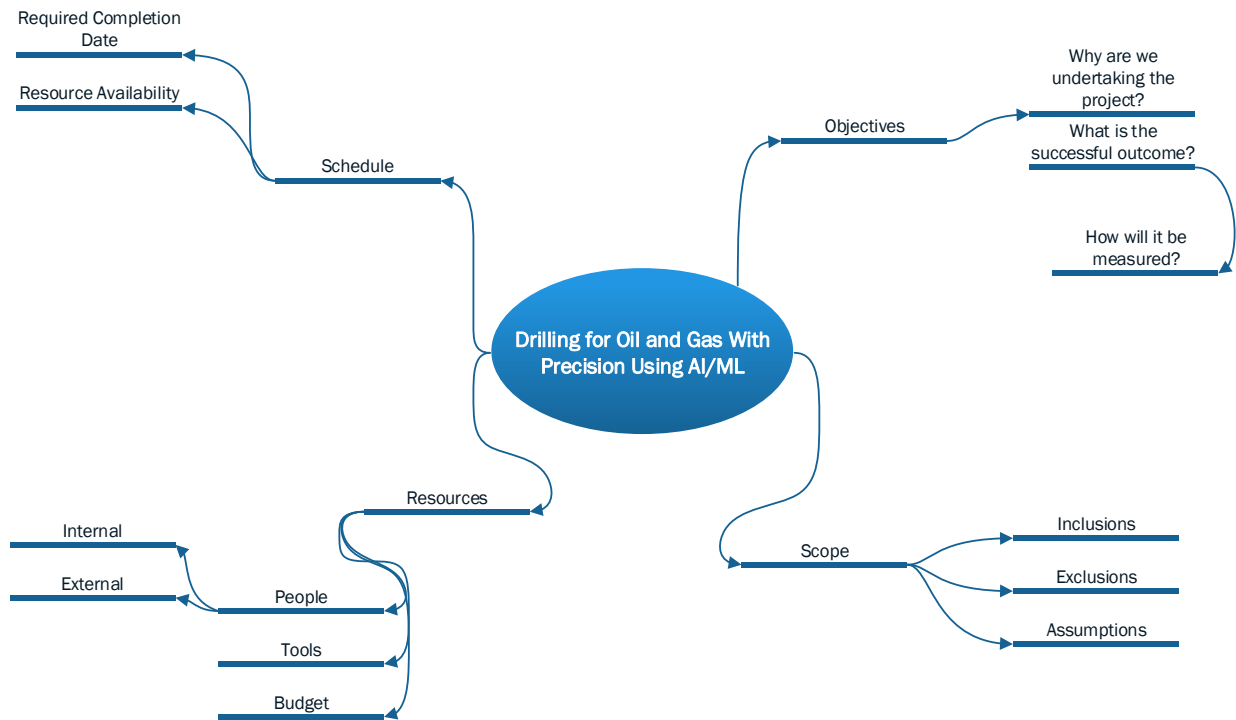 Required Completion
Date
Resource Availability
Schedule
Why are we
undertaking the
project?
Objectives
What is the
successful outcome?
How will it be
measured?
Drilling for Oil and Gas With
Precision Using AI/ML
Resources
Internal
External
People
Tools
Budget
Scope
Inclusions
Exclusions
Assumptions